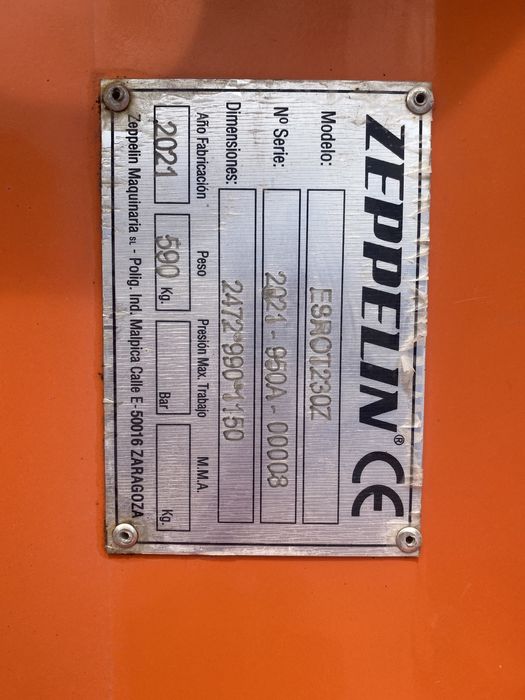 ZEPPELIN® CE
Modelo: ESROT230Z
Nº Serie: 2021-950A-00008
Dimensiones: 2472*990*1150
Año Fabricación Peso Presión Max. Trabajo M.M.A.
2021 590 Kg. Bar Kg.
Zeppelin Maquinaria SL - Polig. Ind. Malpica Calle E - 50016 ZARAGOZA